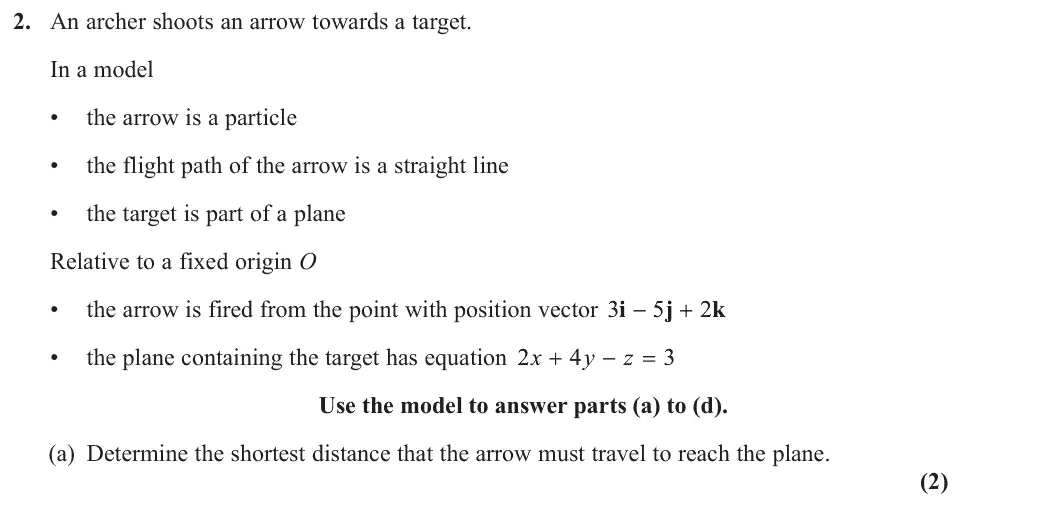 2. An archer shoots an arrow towards a target.
In a model
• the arrow is a particle
• the flight path of the arrow is a straight line
• the target is part of a plane
Relative to a fixed origin O
• the arrow is fired from the point with position vector 3i − 5j + 2k
• the plane containing the target has equation 2x + 4y − z = 3
Use the model to answer parts (a) to (d).
(a) Determine the shortest distance that the arrow must travel to reach the plane.
(2)